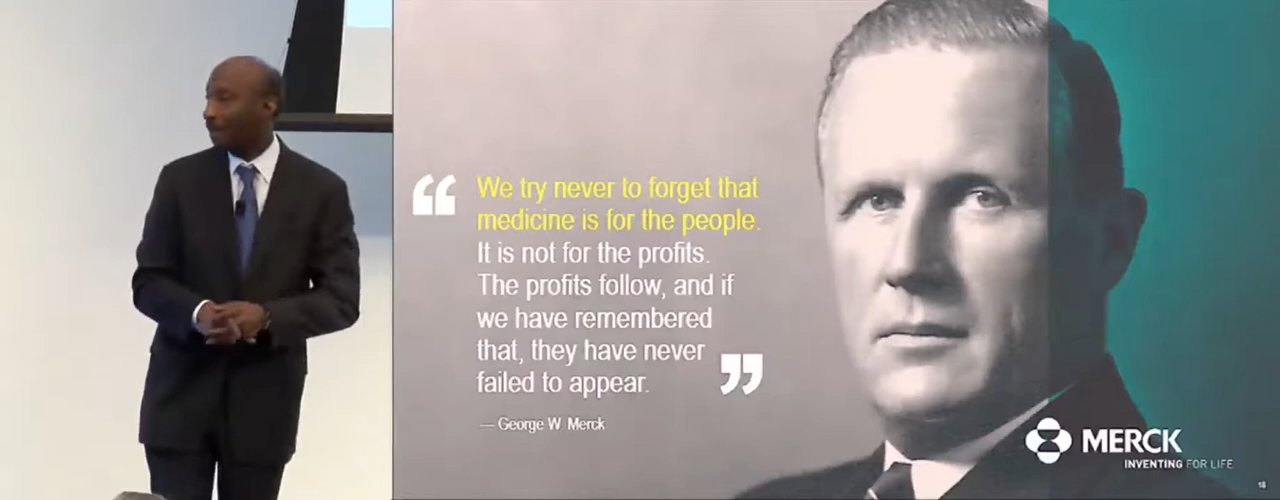 “ We try never to forget that
medicine is for the people.
It is not for the profits.
The profits follow, and if
we have remembered
that, they have never
failed to appear. ”
— George W. Merck
MERCK
INVENTING FOR LIFE
18